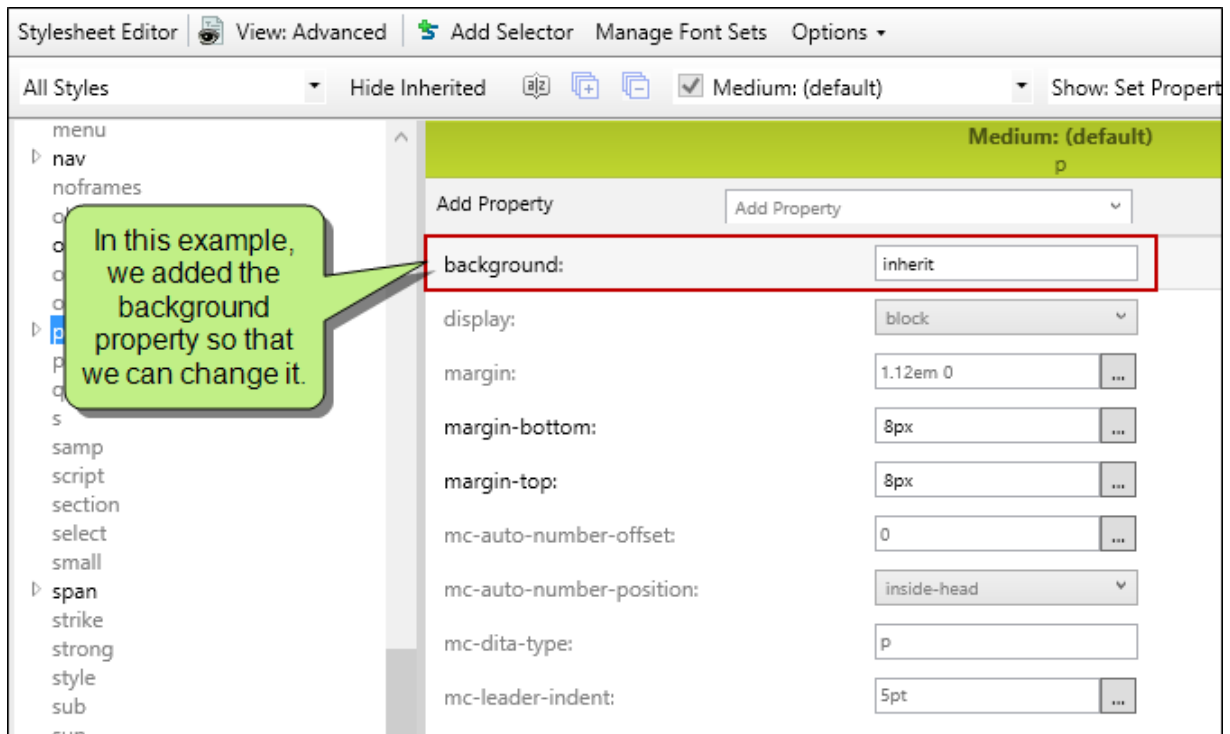 Stylesheet Editor View: Advanced Add Selector Manage Font Sets Options
All Styles Hide Inherited a z Medium: (default) Show: Set Propert
menu
nav
noframes
s
samp
script
section
select
small
span
strike
strong
style
sub
In this example,
we added the
background
property so that
we can change it.
Medium: (default)
p
Add Property Add Property
background: inherit
display: block
margin: 1.12em 0 ...
margin-bottom: 8px ...
margin-top: 8px ...
mc-auto-number-offset: 0 ...
mc-auto-number-position: inside-head
mc-dita-type: p
mc-leader-indent: 5pt ...